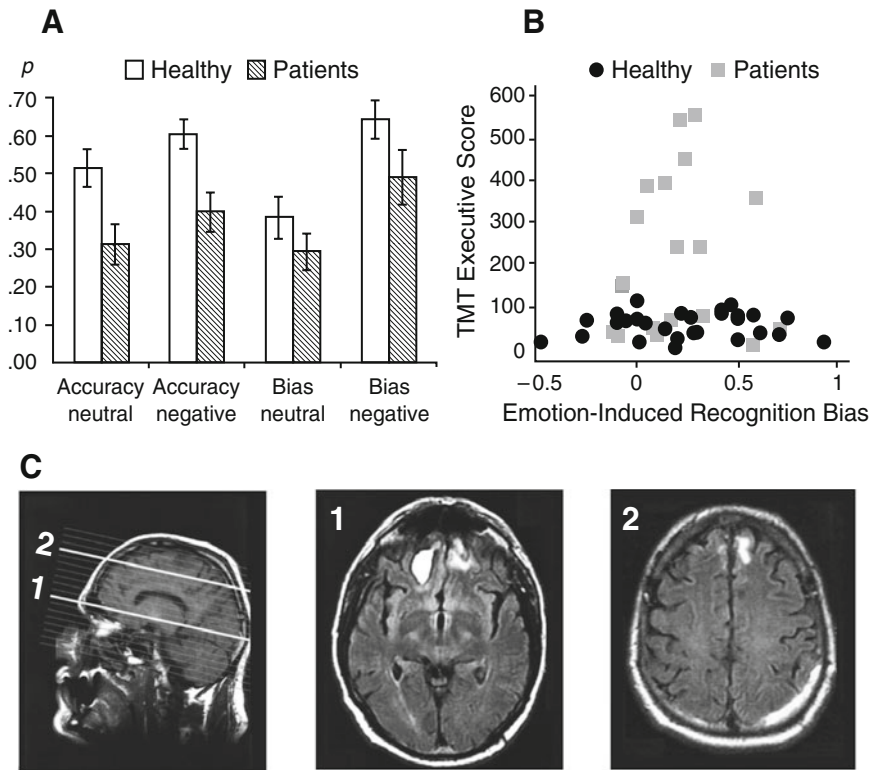 A
p
Healthy Patients
.70
.60
.50
.40
.30
.20
.10
.00
Accuracy neutral
Accuracy negative
Bias neutral
Bias negative
B
Healthy Patients
TMT Executive Score
600
500
400
300
200
100
0
−0.5 0 0.5 1
Emotion-Induced Recognition Bias
C
2
1
1
2